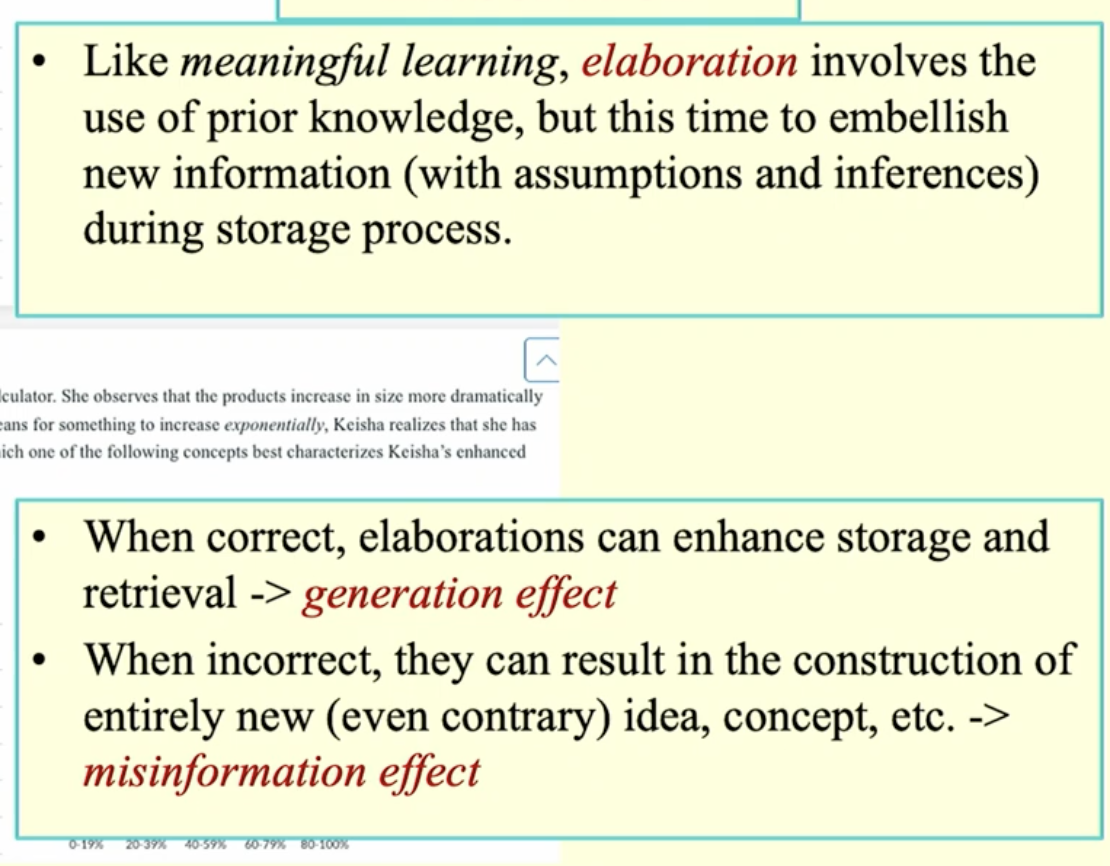 • Like meaningful learning, elaboration involves the
use of prior knowledge, but this time to embellish
new information (with assumptions and inferences)
during storage process.
culator. She observes that the products increase in size more dramatically
eans for something to increase exponentially, Keisha realizes that she has
ich one of the following concepts best characterizes Keisha's enhanced
• When correct, elaborations can enhance storage and
retrieval -> generation effect
• When incorrect, they can result in the construction of
entirely new (even contrary) idea, concept, etc. ->
misinformation effect
0-19% 20-39% 40-59% 60-79% 80-100%